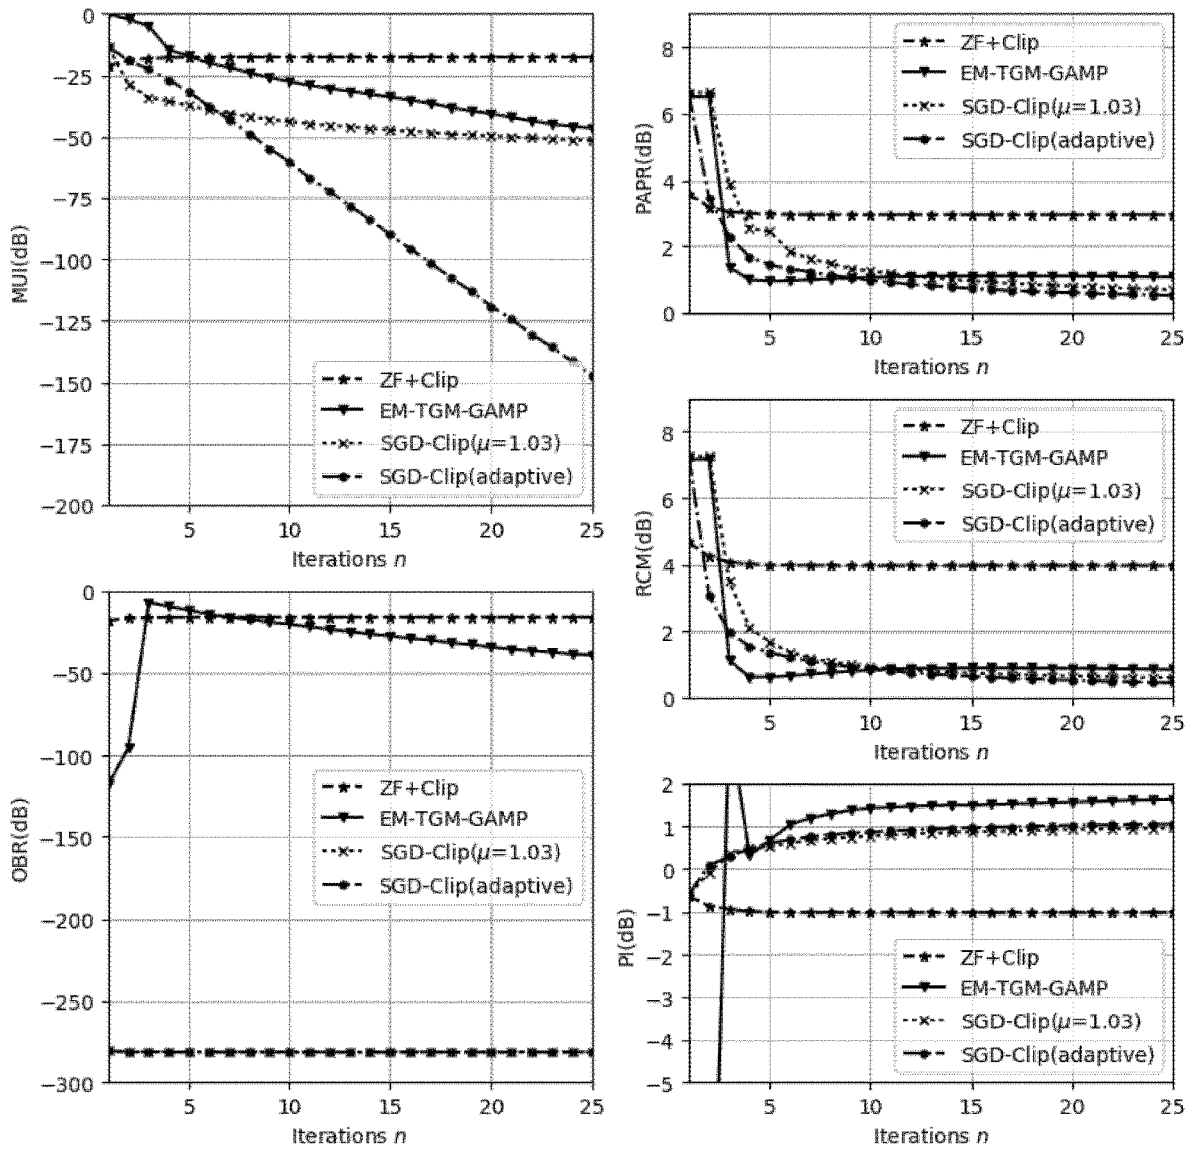 0
−25
−50
−75
−100
−125
−150
−175
−200
MUI(dB)
ZF+Clip
EM-TGM-GAMP
SGD-Clip(μ=1.03)
SGD-Clip(adaptive)
5 10 15 20 25
Iterations n
0
−50
−100
−150
−200
−250
−300
OBR(dB)
ZF+Clip
EM-TGM-GAMP
SGD-Clip(μ=1.03)
SGD-Clip(adaptive)
5 10 15 20 25
Iterations n
8
6
4
2
0
PAPR(dB)
ZF+Clip
EM-TGM-GAMP
SGD-Clip(μ=1.03)
SGD-Clip(adaptive)
5 10 15 20 25
Iterations n
8
6
4
2
0
RCM(dB)
ZF+Clip
EM-TGM-GAMP
SGD-Clip(μ=1.03)
SGD-Clip(adaptive)
5 10 15 20 25
Iterations n
2
1
0
−1
−2
−3
−4
−5
PI(dB)
ZF+Clip
EM-TGM-GAMP
SGD-Clip(μ=1.03)
SGD-Clip(adaptive)
5 10 15 20 25
Iterations n